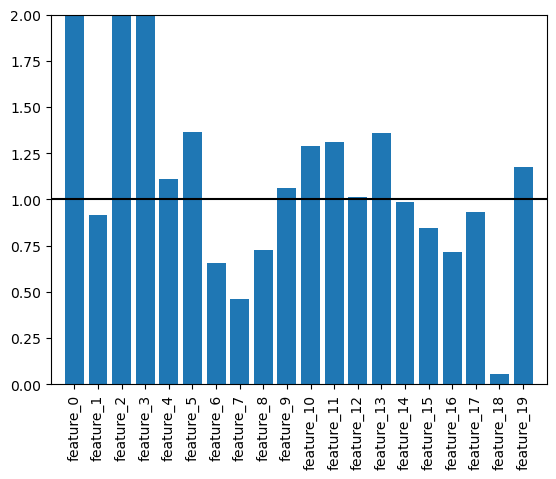 2.00
1.75
1.50
1.25
1.00
0.75
0.50
0.25
0.00
feature_0
feature_1
feature_2
feature_3
feature_4
feature_5
feature_6
feature_7
feature_8
feature_9
feature_10
feature_11
feature_12
feature_13
feature_14
feature_15
feature_16
feature_17
feature_18
feature_19